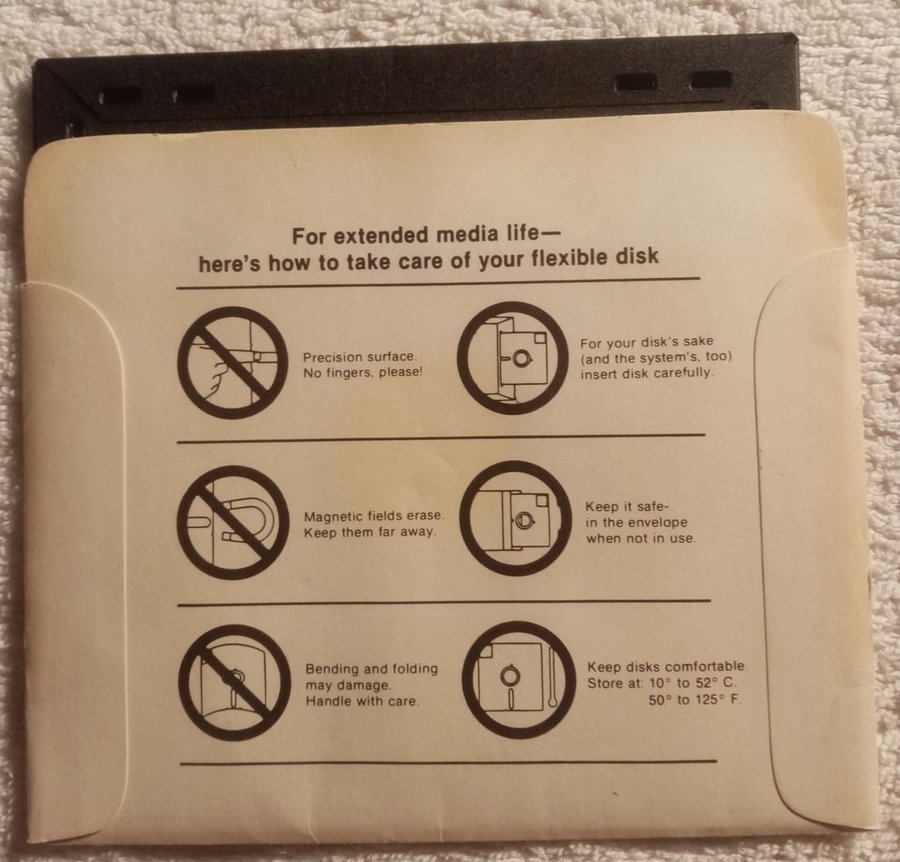 For extended media life—
here's how to take care of your flexible disk
Precision surface.
No fingers, please!
For your disk's sake
(and the system's, too)
insert disk carefully.
Magnetic fields erase.
Keep them far away.
Keep it safe-
in the envelope
when not in use.
Bending and folding
may damage.
Handle with care.
Keep disks comfortable.
Store at: 10° to 52° C.
50° to 125° F